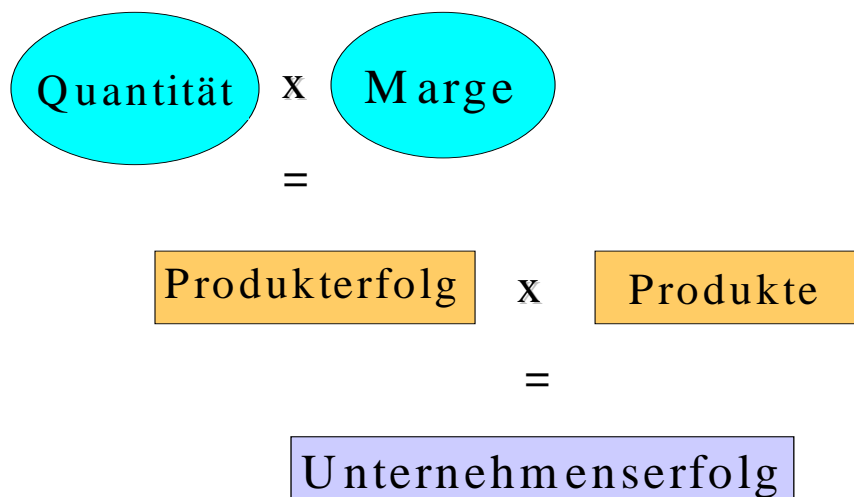 Quantität x Marge
=
Produkterfolg x Produkte
=
Unternehmenserfolg